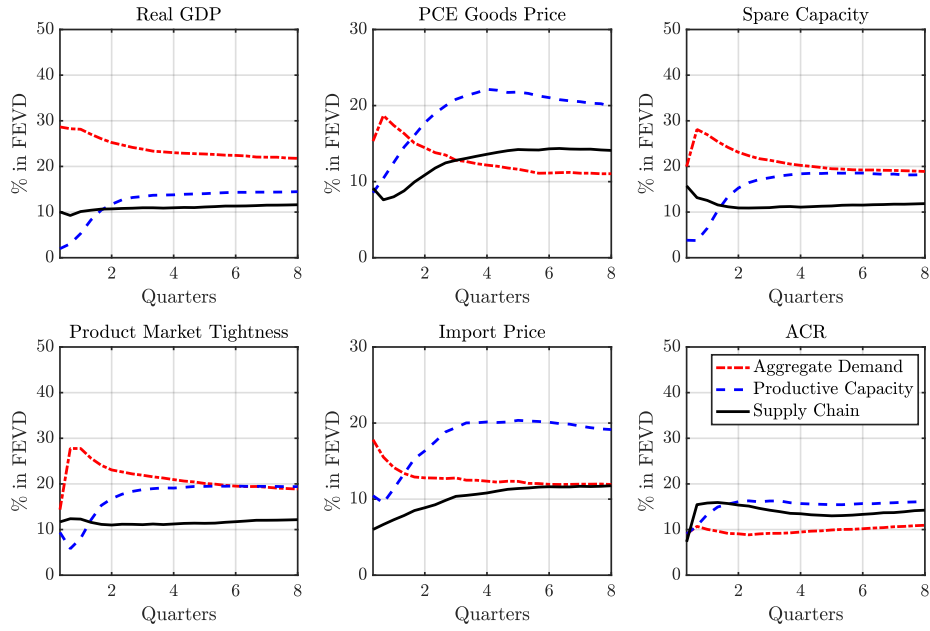 Real GDP
PCE Goods Price
Spare Capacity
50
40
30
20
10
0
% in FEVD
2 4 6 8
Quarters
30
20
10
0
% in FEVD
2 4 6 8
Quarters
50
40
30
20
10
0
% in FEVD
2 4 6 8
Quarters
Product Market Tightness
Import Price
ACR
50
40
30
20
10
0
% in FEVD
2 4 6 8
Quarters
30
20
10
0
% in FEVD
2 4 6 8
Quarters
50
40
30
20
10
0
% in FEVD
Aggregate Demand
Productive Capacity
Supply Chain
2 4 6 8
Quarters